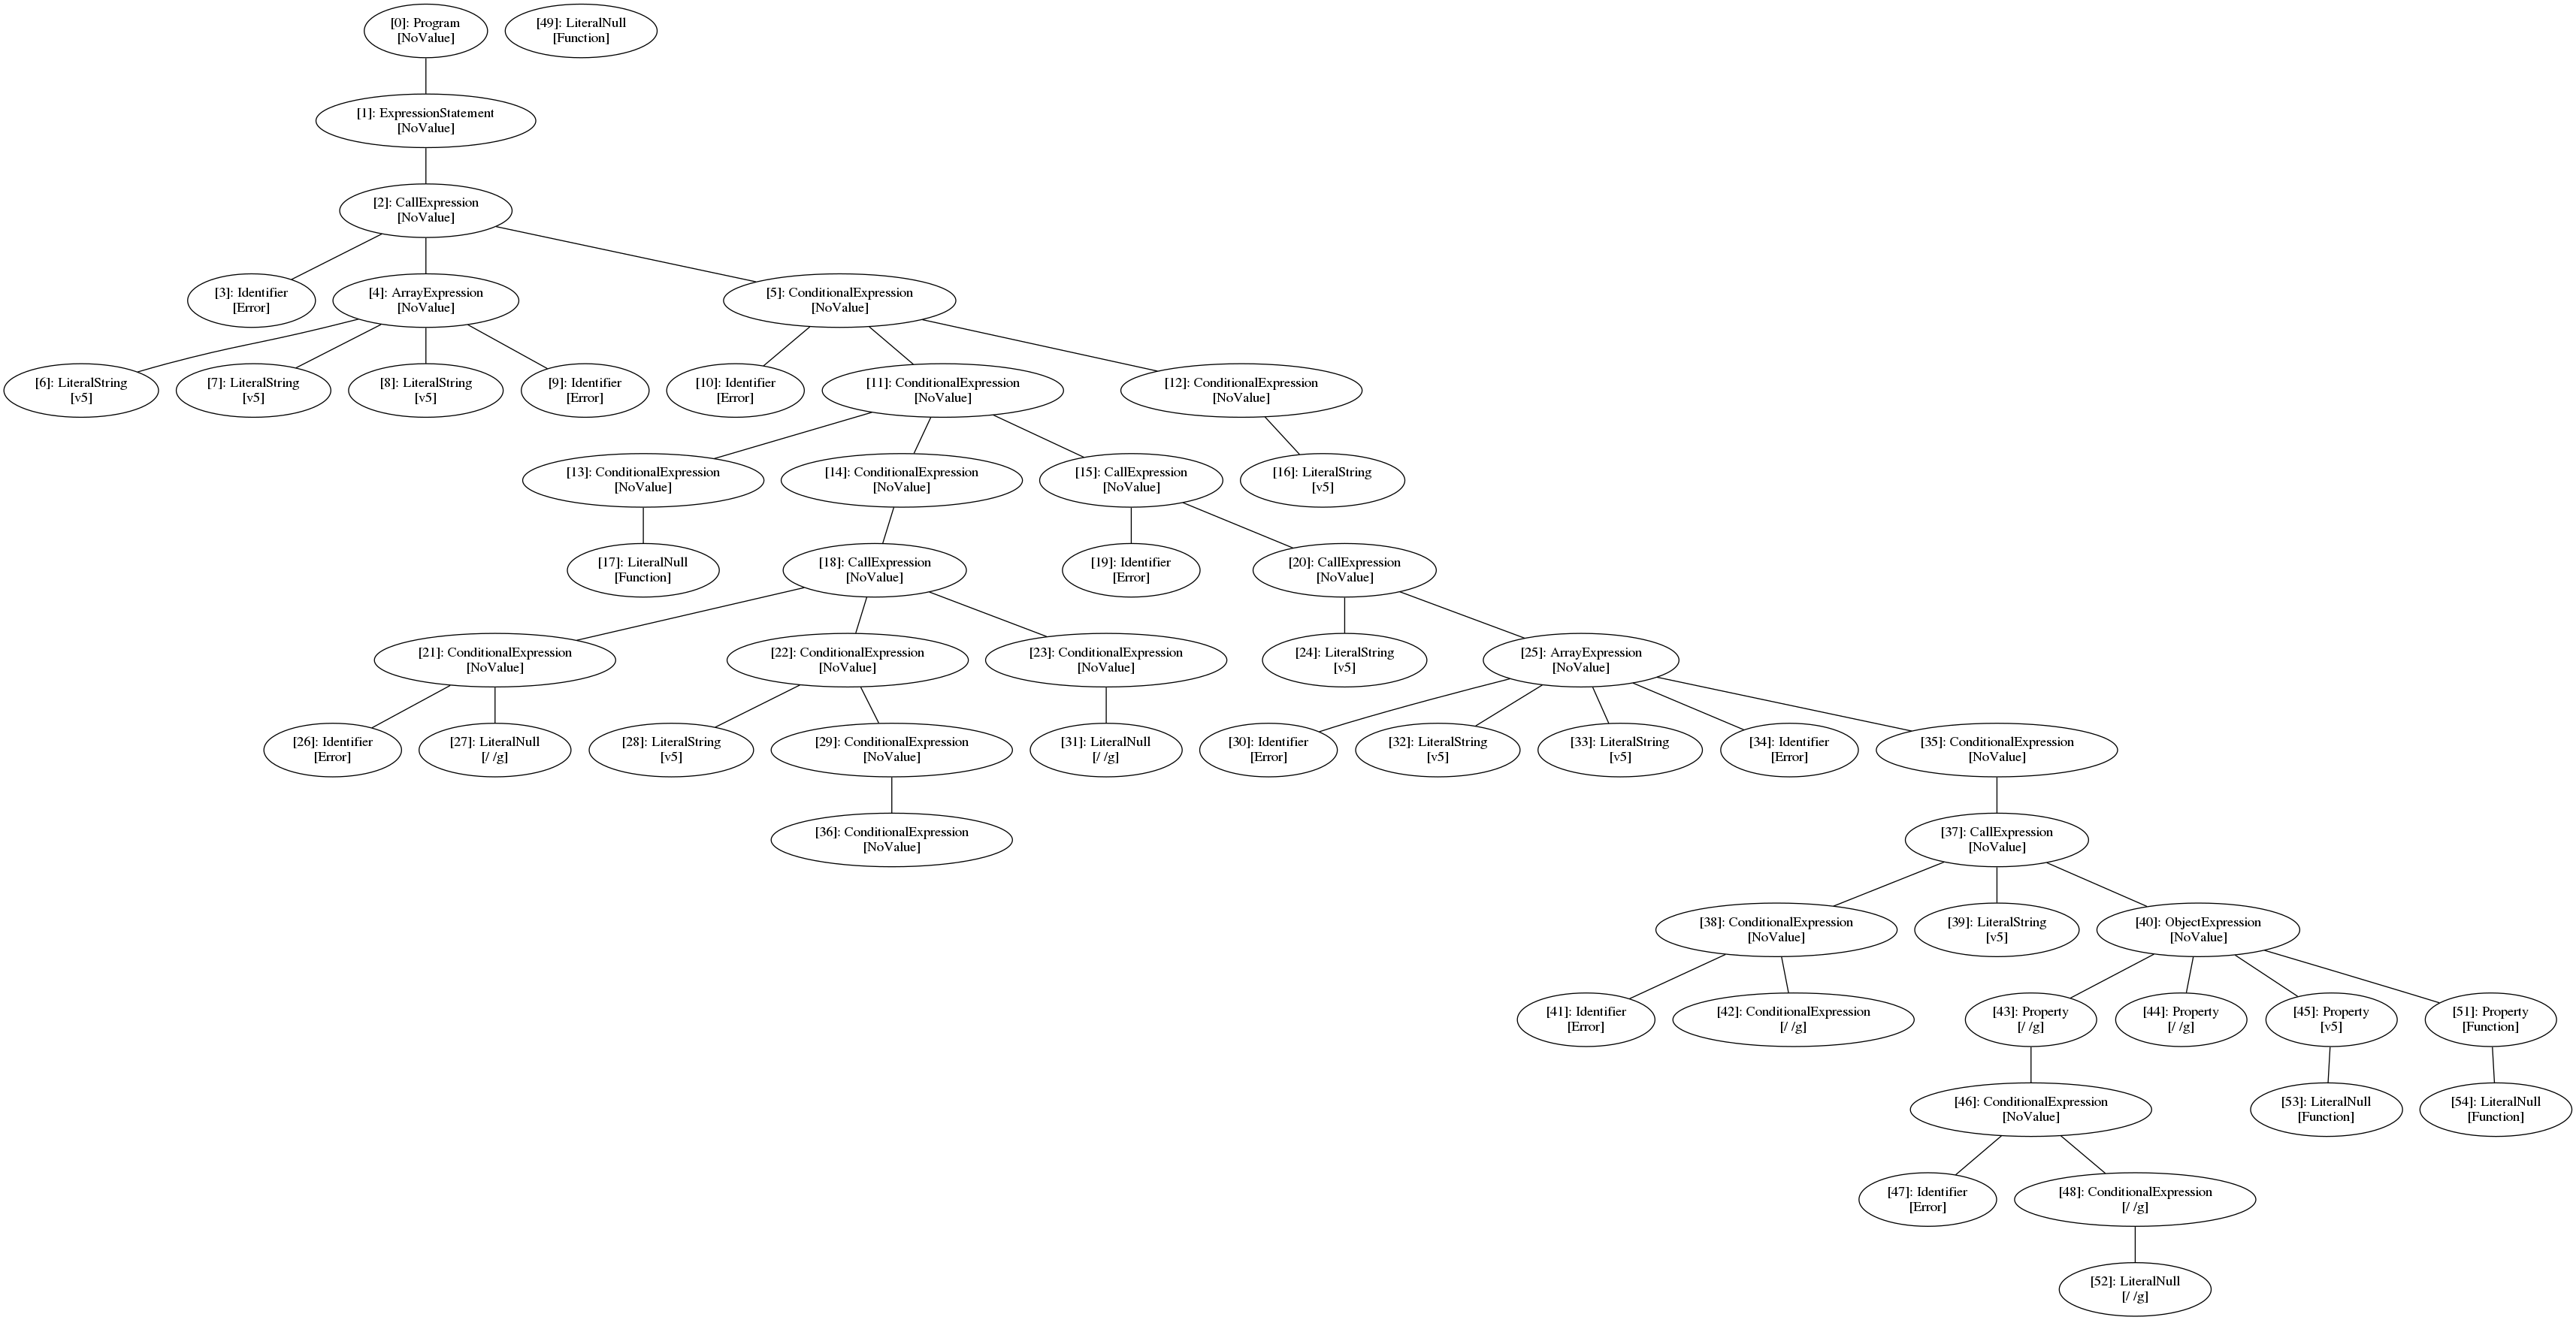 [0]: Program
[NoValue]
[49]: LiteralNull
[Function]
[1]: ExpressionStatement
[NoValue]
[2]: CallExpression
[NoValue]
[3]: Identifier
[Error]
[4]: ArrayExpression
[NoValue]
[5]: ConditionalExpression
[NoValue]
[6]: LiteralString
[v5]
[7]: LiteralString
[v5]
[8]: LiteralString
[v5]
[9]: Identifier
[Error]
[10]: Identifier
[Error]
[11]: ConditionalExpression
[NoValue]
[12]: ConditionalExpression
[NoValue]
[13]: ConditionalExpression
[NoValue]
[14]: ConditionalExpression
[NoValue]
[15]: CallExpression
[NoValue]
[16]: LiteralString
[v5]
[17]: LiteralNull
[Function]
[18]: CallExpression
[NoValue]
[19]: Identifier
[Error]
[20]: CallExpression
[NoValue]
[21]: ConditionalExpression
[NoValue]
[22]: ConditionalExpression
[NoValue]
[23]: ConditionalExpression
[NoValue]
[24]: LiteralString
[v5]
[25]: ArrayExpression
[NoValue]
[26]: Identifier
[Error]
[27]: LiteralNull
[/ /g]
[28]: LiteralString
[v5]
[29]: ConditionalExpression
[NoValue]
[31]: LiteralNull
[/ /g]
[30]: Identifier
[Error]
[32]: LiteralString
[v5]
[33]: LiteralString
[v5]
[34]: Identifier
[Error]
[35]: ConditionalExpression
[NoValue]
[36]: ConditionalExpression
[NoValue]
[37]: CallExpression
[NoValue]
[38]: ConditionalExpression
[NoValue]
[39]: LiteralString
[v5]
[40]: ObjectExpression
[NoValue]
[41]: Identifier
[Error]
[42]: ConditionalExpression
[/ /g]
[43]: Property
[/ /g]
[44]: Property
[/ /g]
[45]: Property
[v5]
[51]: Property
[Function]
[46]: ConditionalExpression
[NoValue]
[53]: LiteralNull
[Function]
[54]: LiteralNull
[Function]
[47]: Identifier
[Error]
[48]: ConditionalExpression
[/ /g]
[52]: LiteralNull
[/ /g]